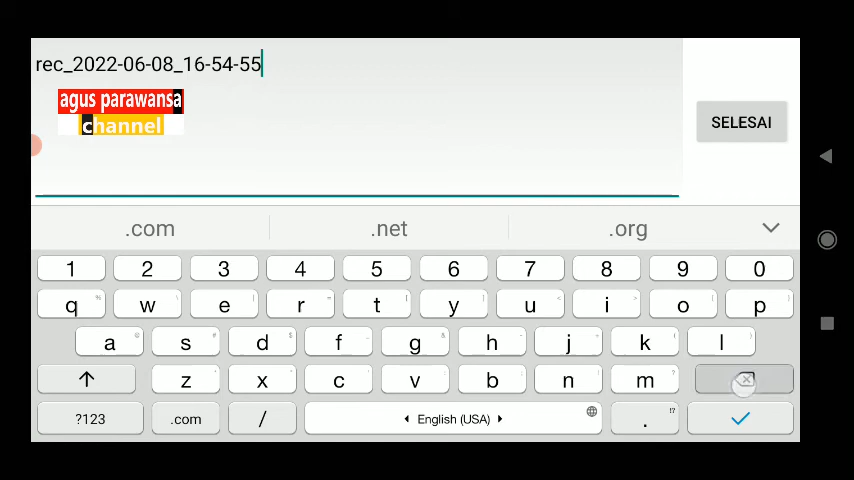 rec_2022-06-08_16-54-55
agus parawansa
channel
SELESAI
.com .net .org
1 2 3 4 5 6 7 8 9 0
q w e r t y u i o p
a s d f g h j k l
z x c v b n m
?123 .com / English (USA) . !?